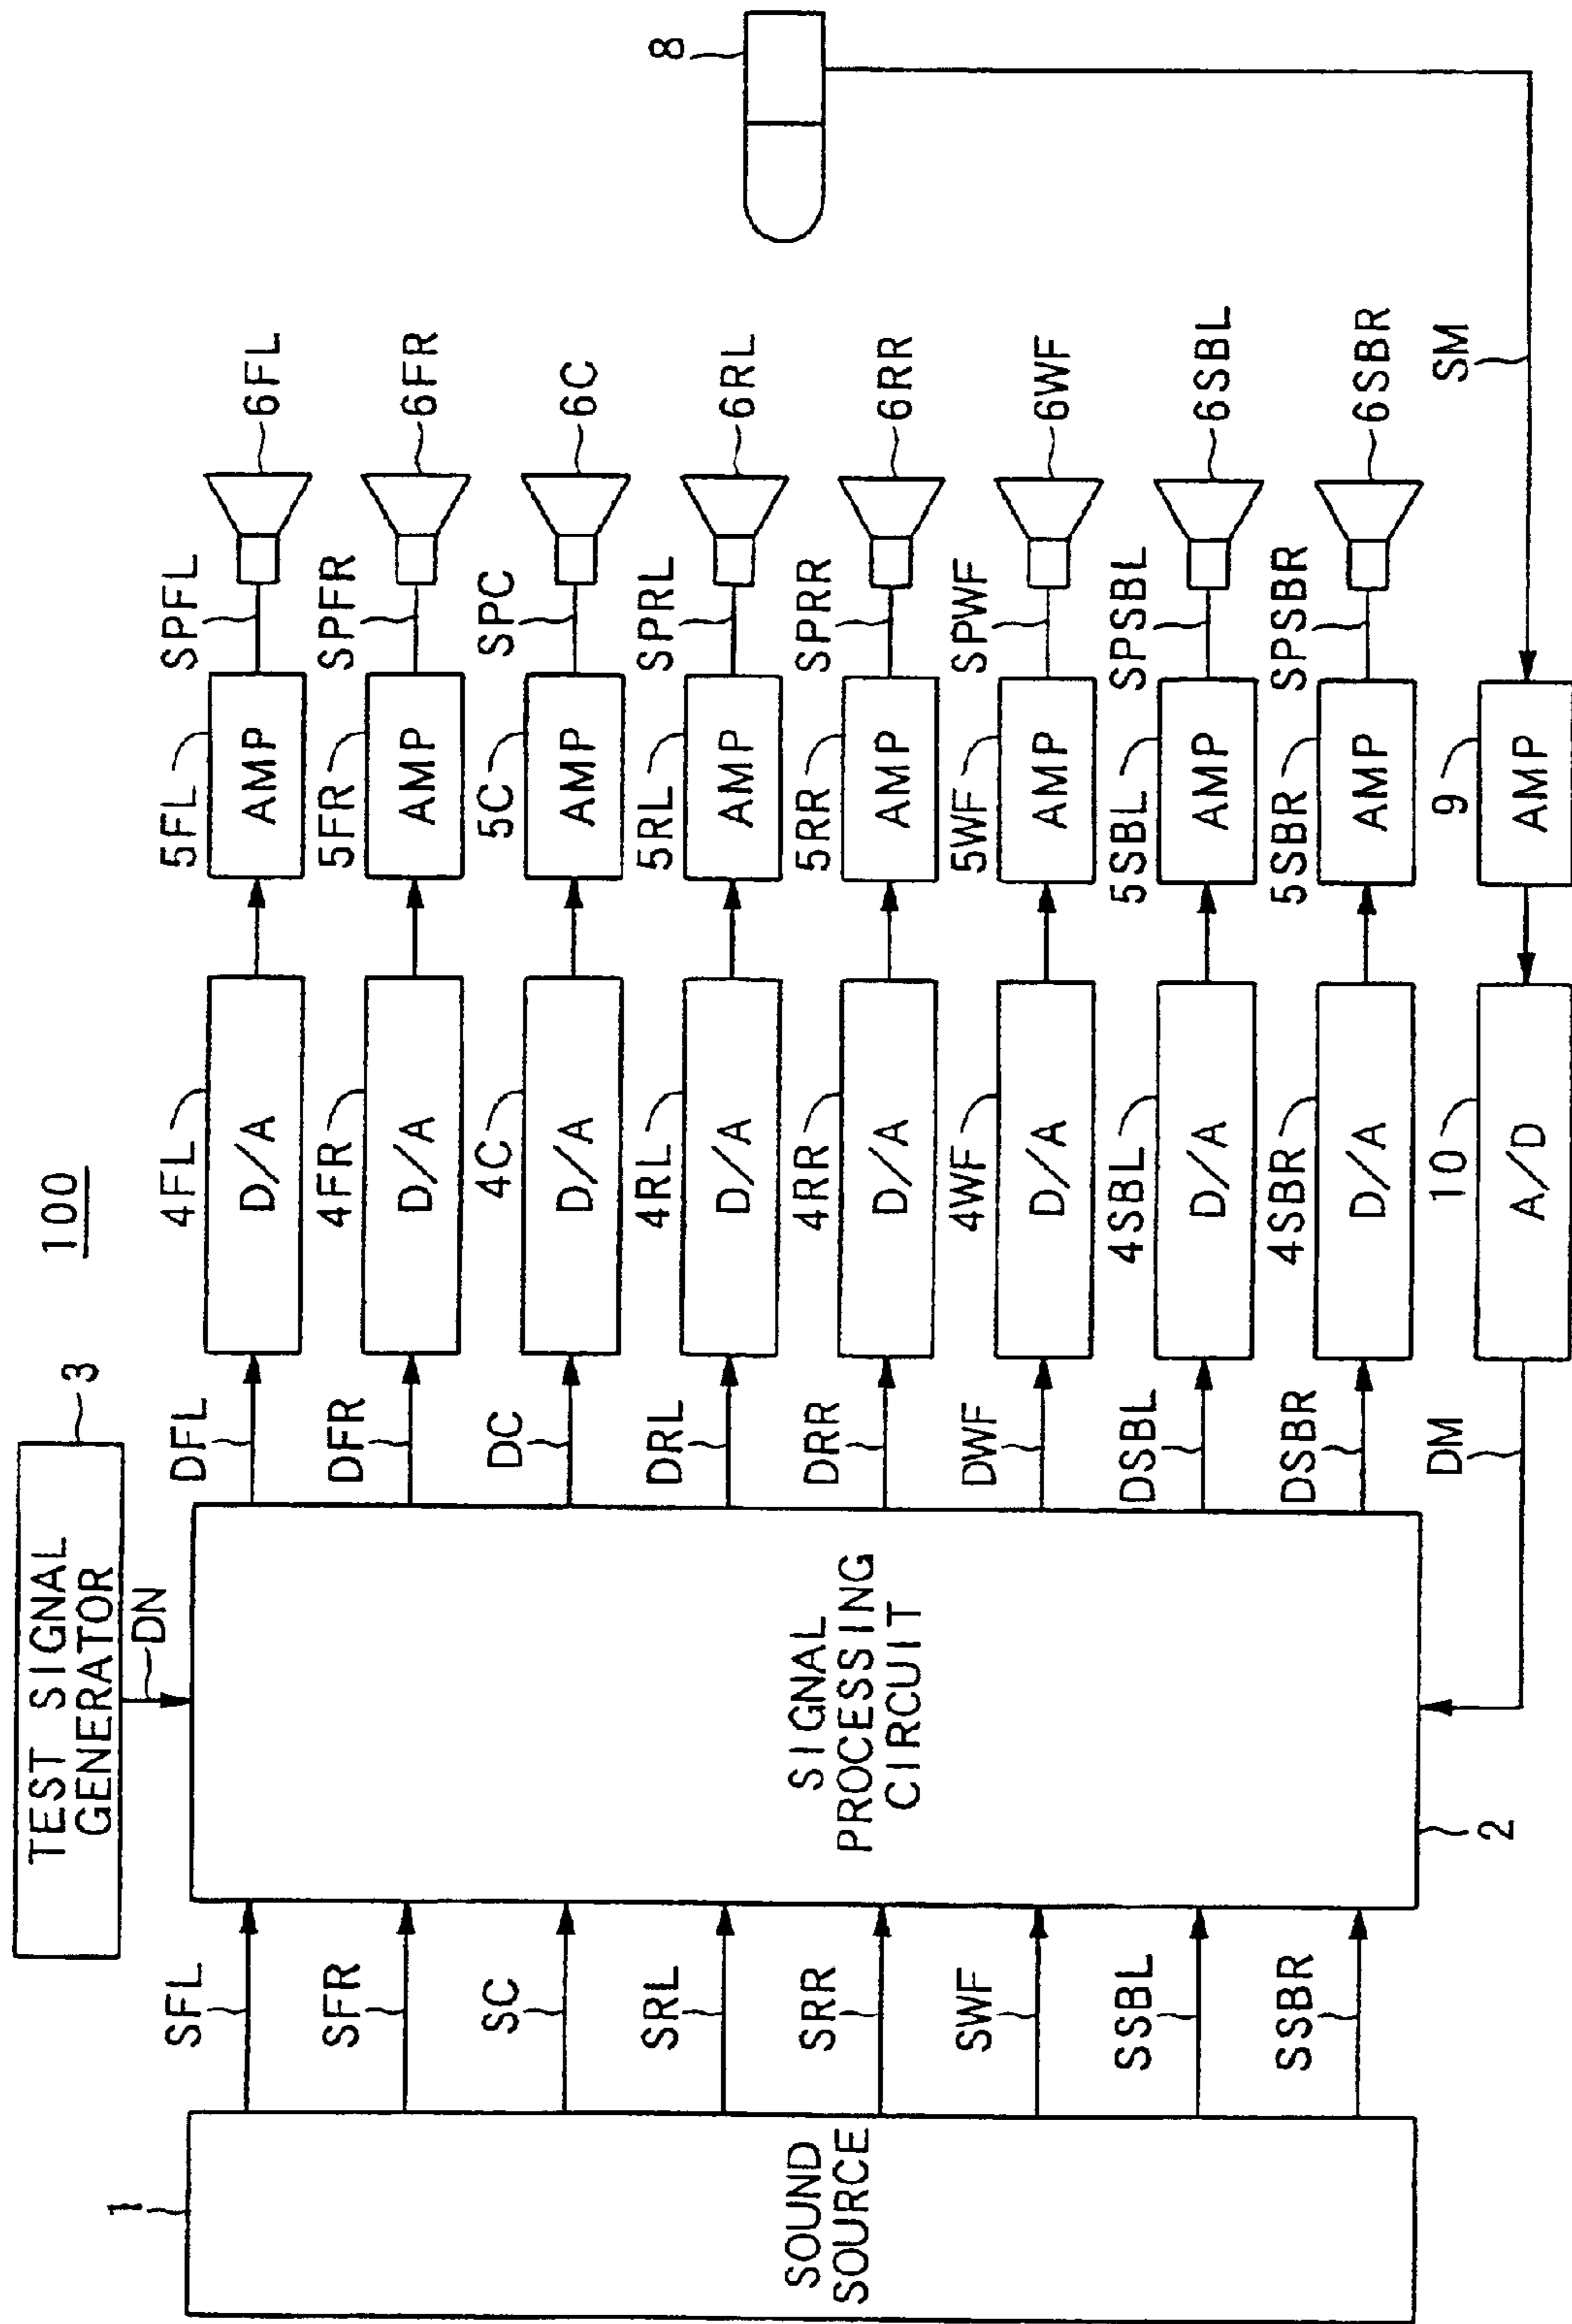 100
TEST SIGNAL
GENERATOR
3
DN
1
SOUND
SOURCE
SFL
SFR
SC
SRL
SRR
SWF
SSBL
SSBR
SIGNAL
PROCESSING
CIRCUIT
2
DFL
DFR
DC
DRL
DRR
DWF
DSBL
DSBR
DM
4FL
D/A
4FR
D/A
4C
D/A
4RL
D/A
4RR
D/A
4WF
D/A
4SBL
D/A
4SBR
D/A
10
A/D
5FL
AMP
5FR
AMP
5C
AMP
5RL
AMP
5RR
AMP
5WF
AMP
5SBL
AMP
5SBR
AMP
9
AMP
SPFL
SPFR
SPC
SPRL
SPRR
SPWF
SPSBL
SPSBR
6FL
6FR
6C
6RL
6RR
6WF
6SBL
6SBR
SM
8